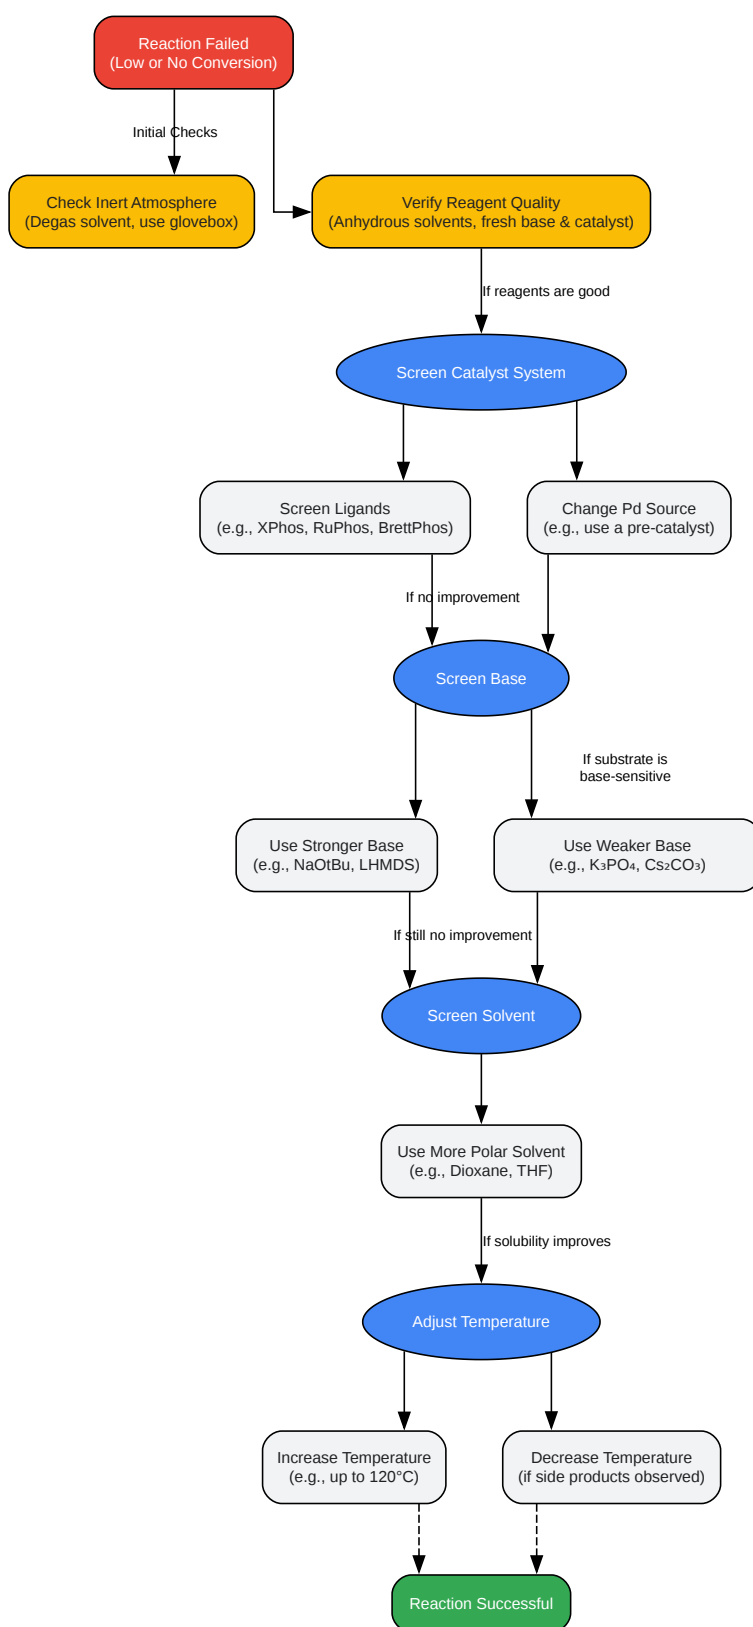 Reaction Failed
(Low or No Conversion)
Initial Checks
Check Inert Atmosphere
(Degas solvent, use glovebox)
Verify Reagent Quality
(Anhydrous solvents, fresh base & catalyst)
If reagents are good
Screen Catalyst System
Screen Ligands
(e.g., XPhos, RuPhos, BrettPhos)
Change Pd Source
(e.g., use a pre-catalyst)
If no improvement
Screen Base
If substrate is
base-sensitive
Use Stronger Base
(e.g., NaOtBu, LHMDS)
Use Weaker Base
(e.g., K₃PO₄, Cs₂CO₃)
If still no improvement
Screen Solvent
Use More Polar Solvent
(e.g., Dioxane, THF)
If solubility improves
Adjust Temperature
Increase Temperature
(e.g., up to 120°C)
Decrease Temperature
(if side products observed)
Reaction Successful